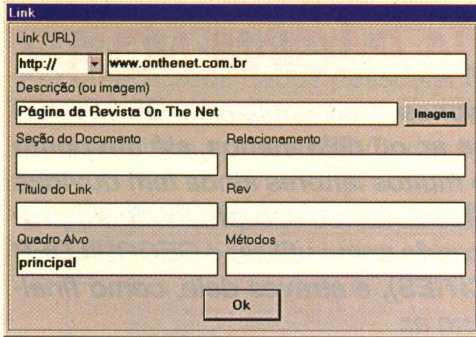 Link
Link (URL)
http:// www.onthenet.com.br
Descrição (ou imagem)
Página da Revista On The Net Imagem
Seção do Documento Relacionamento
Título do Link Rev
Quadro Alvo Métodos
principal
Ok